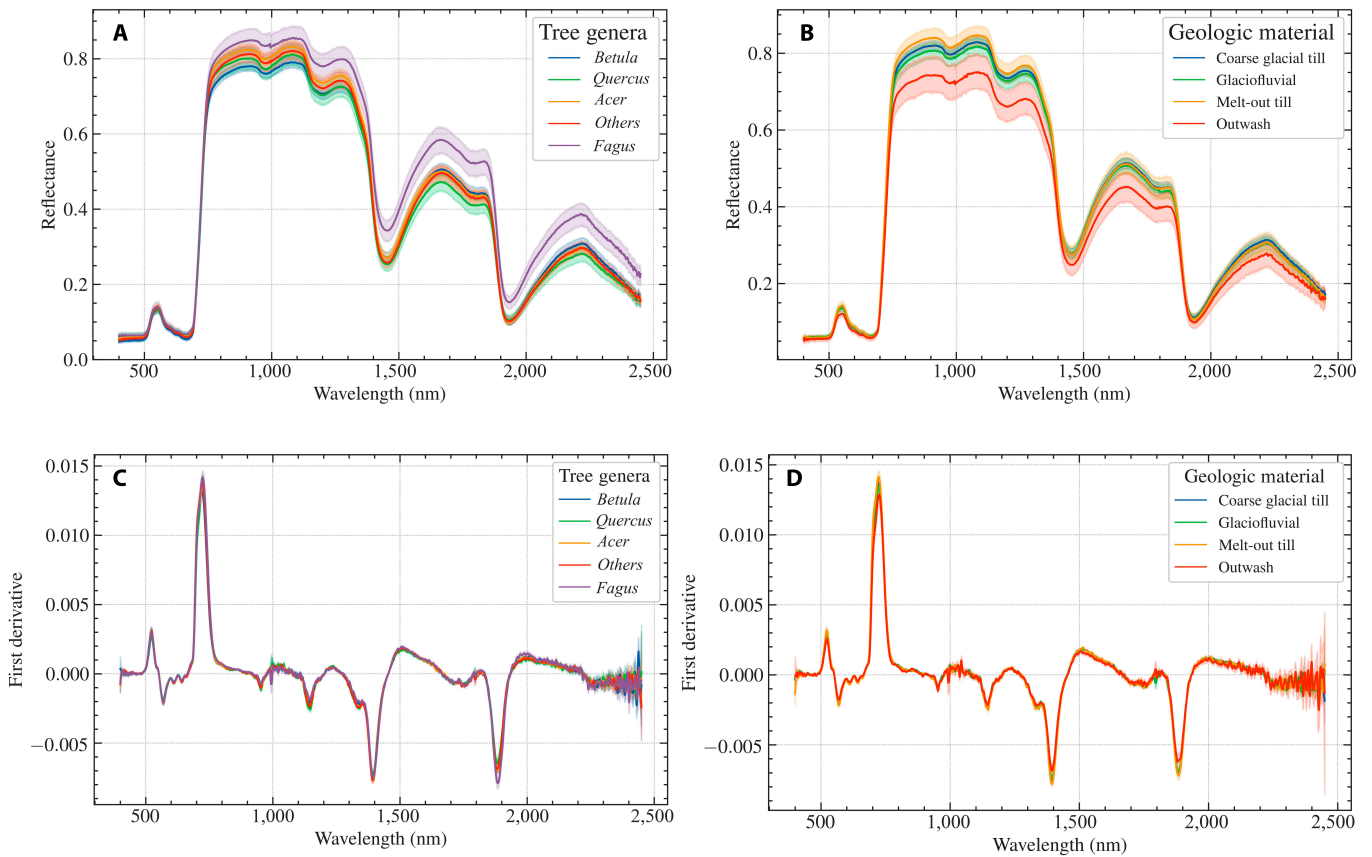 A
Tree genera
Betula
Quercus
Acer
Others
Fagus
0.8
0.6
0.4
0.2
0.0
Reflectance
500
1,000
1,500
2,000
2,500
Wavelength (nm)
B
Geologic material
Coarse glacial till
Glaciofluvial
Melt-out till
Outwash
0.8
0.6
0.4
0.2
Reflectance
500
1,000
1,500
2,000
2,500
Wavelength (nm)
C
Tree genera
Betula
Quercus
Acer
Others
Fagus
0.015
0.010
0.005
0.000
−0.005
First derivative
500
1,000
1,500
2,000
2,500
Wavelength (nm)
D
Geologic material
Coarse glacial till
Glaciofluvial
Melt-out till
Outwash
0.015
0.010
0.005
0.000
−0.005
First derivative
500
1,000
1,500
2,000
2,500
Wavelength (nm)